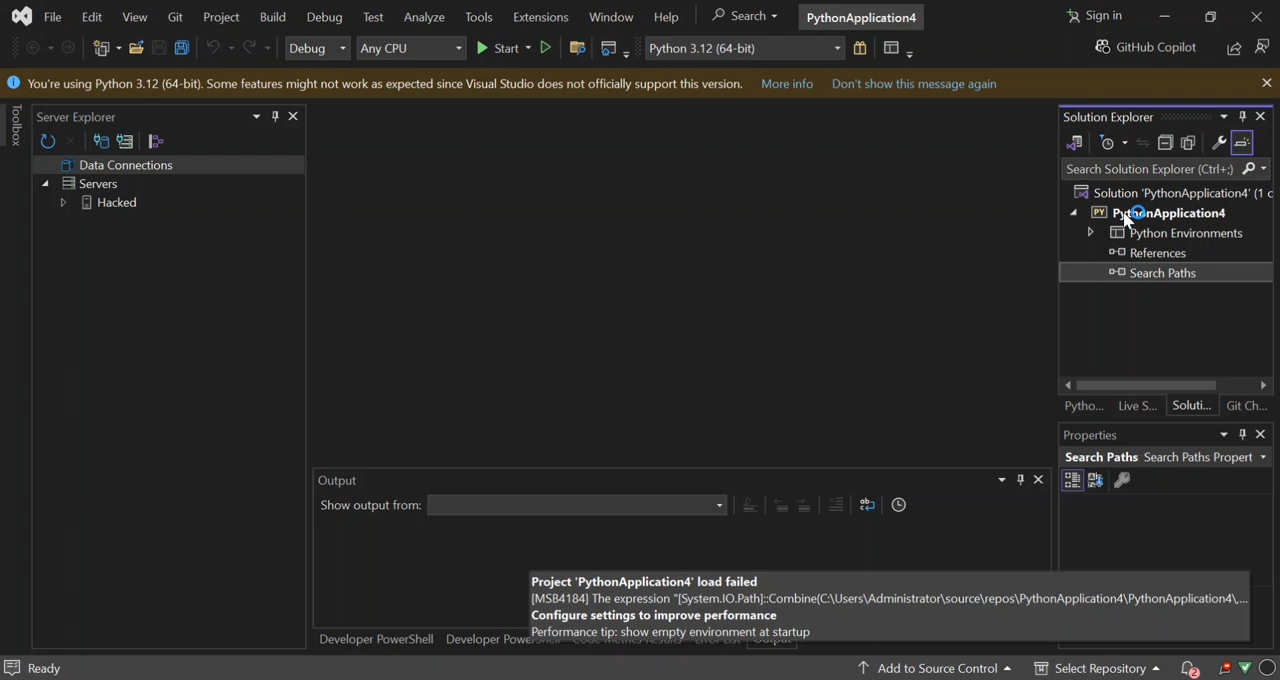 File Edit View Git Project Build Debug Test Analyze Tools Extensions Window Help Search PythonApplication4 Sign in
Debug Any CPU Start Python 3.12 (64-bit) GitHub Copilot
You're using Python 3.12 (64-bit). Some features might not work as expected since Visual Studio does not officially support this version. More info Don't show this message again
Toolbox
Server Explorer
Data Connections
Servers
Hacked
Solution Explorer
Search Solution Explorer (Ctrl+;)
Solution 'PythonApplication4' (1 o
PY PythonApplication4
Python Environments
References
Search Paths
Pytho... Live S... Soluti... Git Ch...
Properties
Search Paths Search Paths Propert
Output
Show output from:
Project 'PythonApplication4' load failed
[MSB4184] The expression "[System.IO.Path]::Combine(C:\Users\Administrator\source\repos\PythonApplication4\PythonApplication4\,...
Configure settings to improve performance
Performance tip: show empty environment at startup
Developer PowerShell Developer
Ready Add to Source Control Select Repository 2